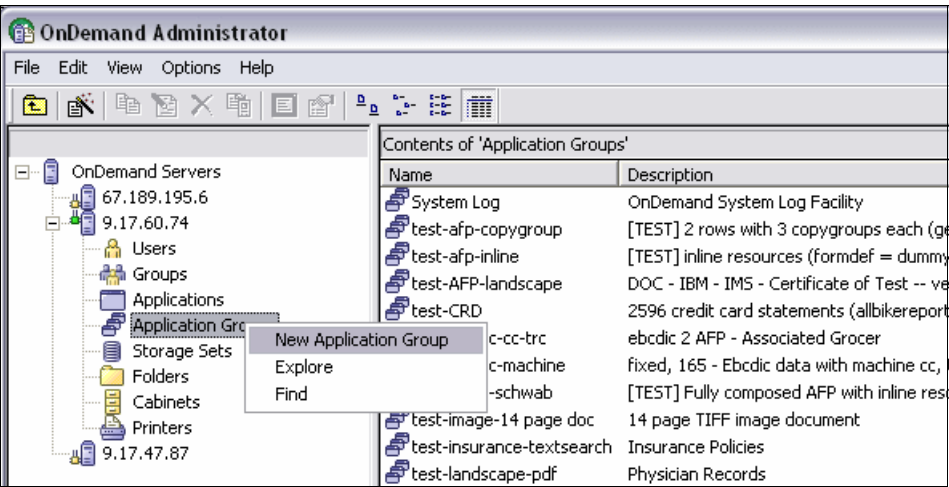 OnDemand Administrator
File Edit View Options Help
Contents of 'Application Groups'
Name Description
OnDemand Servers
67.189.195.6
9.17.60.74
Users
Groups
Applications
Application Gro
Storage Sets
Folders
Cabinets
Printers
9.17.47.87
New Application Group
Explore
Find
System Log OnDemand System Log Facility
test-afp-copygroup [TEST] 2 rows with 3 copygroups each (ge
test-afp-inline [TEST] inline resources (formdef = dummy
test-AFP-landscape DOC - IBM - IMS - Certificate of Test -- ve
test-CRD 2596 credit card statements (allbikereport
c-cc-trc ebcdic 2 AFP - Associated Grocer
c-machine fixed, 165 - Ebcdic data with machine cc,
-schwab [TEST] Fully composed AFP with inline reso
test-image-14 page doc 14 page TIFF image document
test-insurance-textsearch Insurance Policies
test-landscape-pdf Physician Records